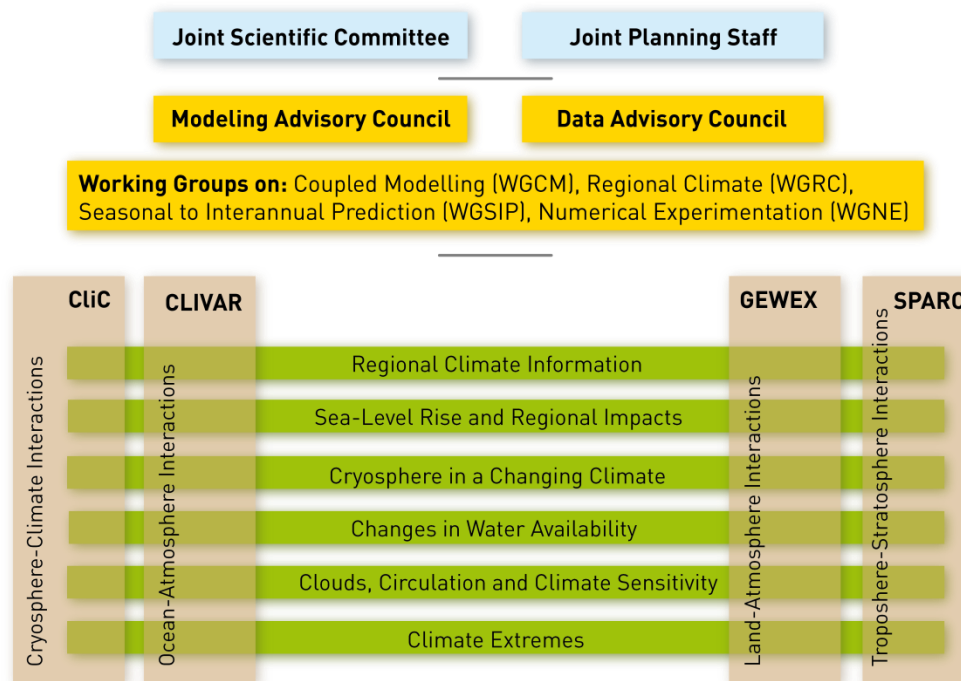 Joint Scientific Committee
Joint Planning Staff
Modeling Advisory Council
Data Advisory Council
Working Groups on: Coupled Modelling (WGCM), Regional Climate (WGRC),
Seasonal to Interannual Prediction (WGSIP), Numerical Experimentation (WGNE)
CliC
CLIVAR
GEWEX
SPARC
Cryosphere-Climate Interactions
Ocean-Atmosphere Interactions
Regional Climate Information
Sea-Level Rise and Regional Impacts
Cryosphere in a Changing Climate
Changes in Water Availability
Clouds, Circulation and Climate Sensitivity
Climate Extremes
Land-Atmosphere Interactions
Troposhere-Stratosphere Interactions